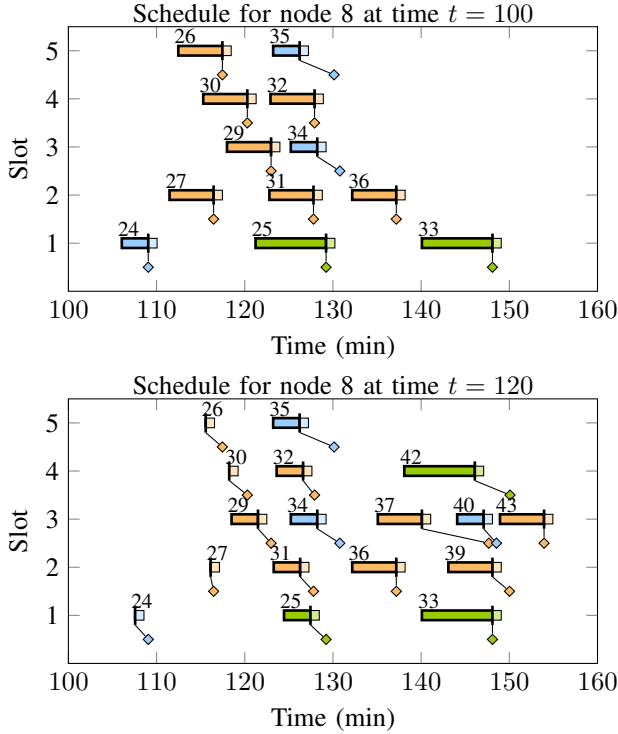 Schedule for node 8 at time t = 100
26 35
5
30 32
4
29 34
3
27 31 36
2
24 25 33
1
Slot
100 110 120 130 140 150 160
Time (min)
Schedule for node 8 at time t = 120
26 35
5
30 32 42
4
29 34 37 40 43
3
27 31 36 39
2
24 25 33
1
Slot
100 110 120 130 140 150 160
Time (min)